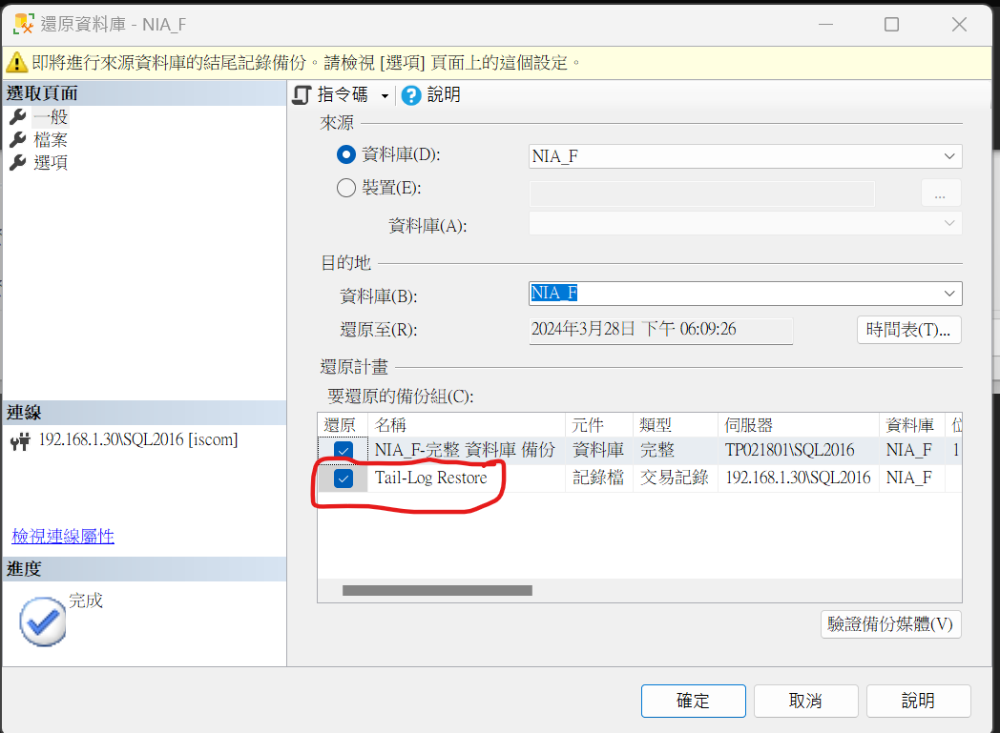 還原資料庫 - NIA_F
即將進行來源資料庫的結尾記錄備份。請檢視 [選項] 頁面上的這個設定。
選取頁面
一般
檔案
選項
連線
192.168.1.30\SQL2016 [iscom]
檢視連線屬性
進度
完成
指令碼 說明
來源
資料庫(D): NIA_F
裝置(E): ...
資料庫(A):
目的地
資料庫(B): NIA_F
還原至(R): 2024年3月28日 下午 06:09:26 時間表(T)...
還原計畫
要還原的備份組(C):
還原 名稱 元件 類型 伺服器 資料庫 位
NIA_F-完整 資料庫 備份 資料庫 完整 TP021801\SQL2016 NIA_F 1
Tail-Log Restore 記錄檔 交易記錄 192.168.1.30\SQL2016 NIA_F
驗證備份媒體(V)
確定 取消 說明